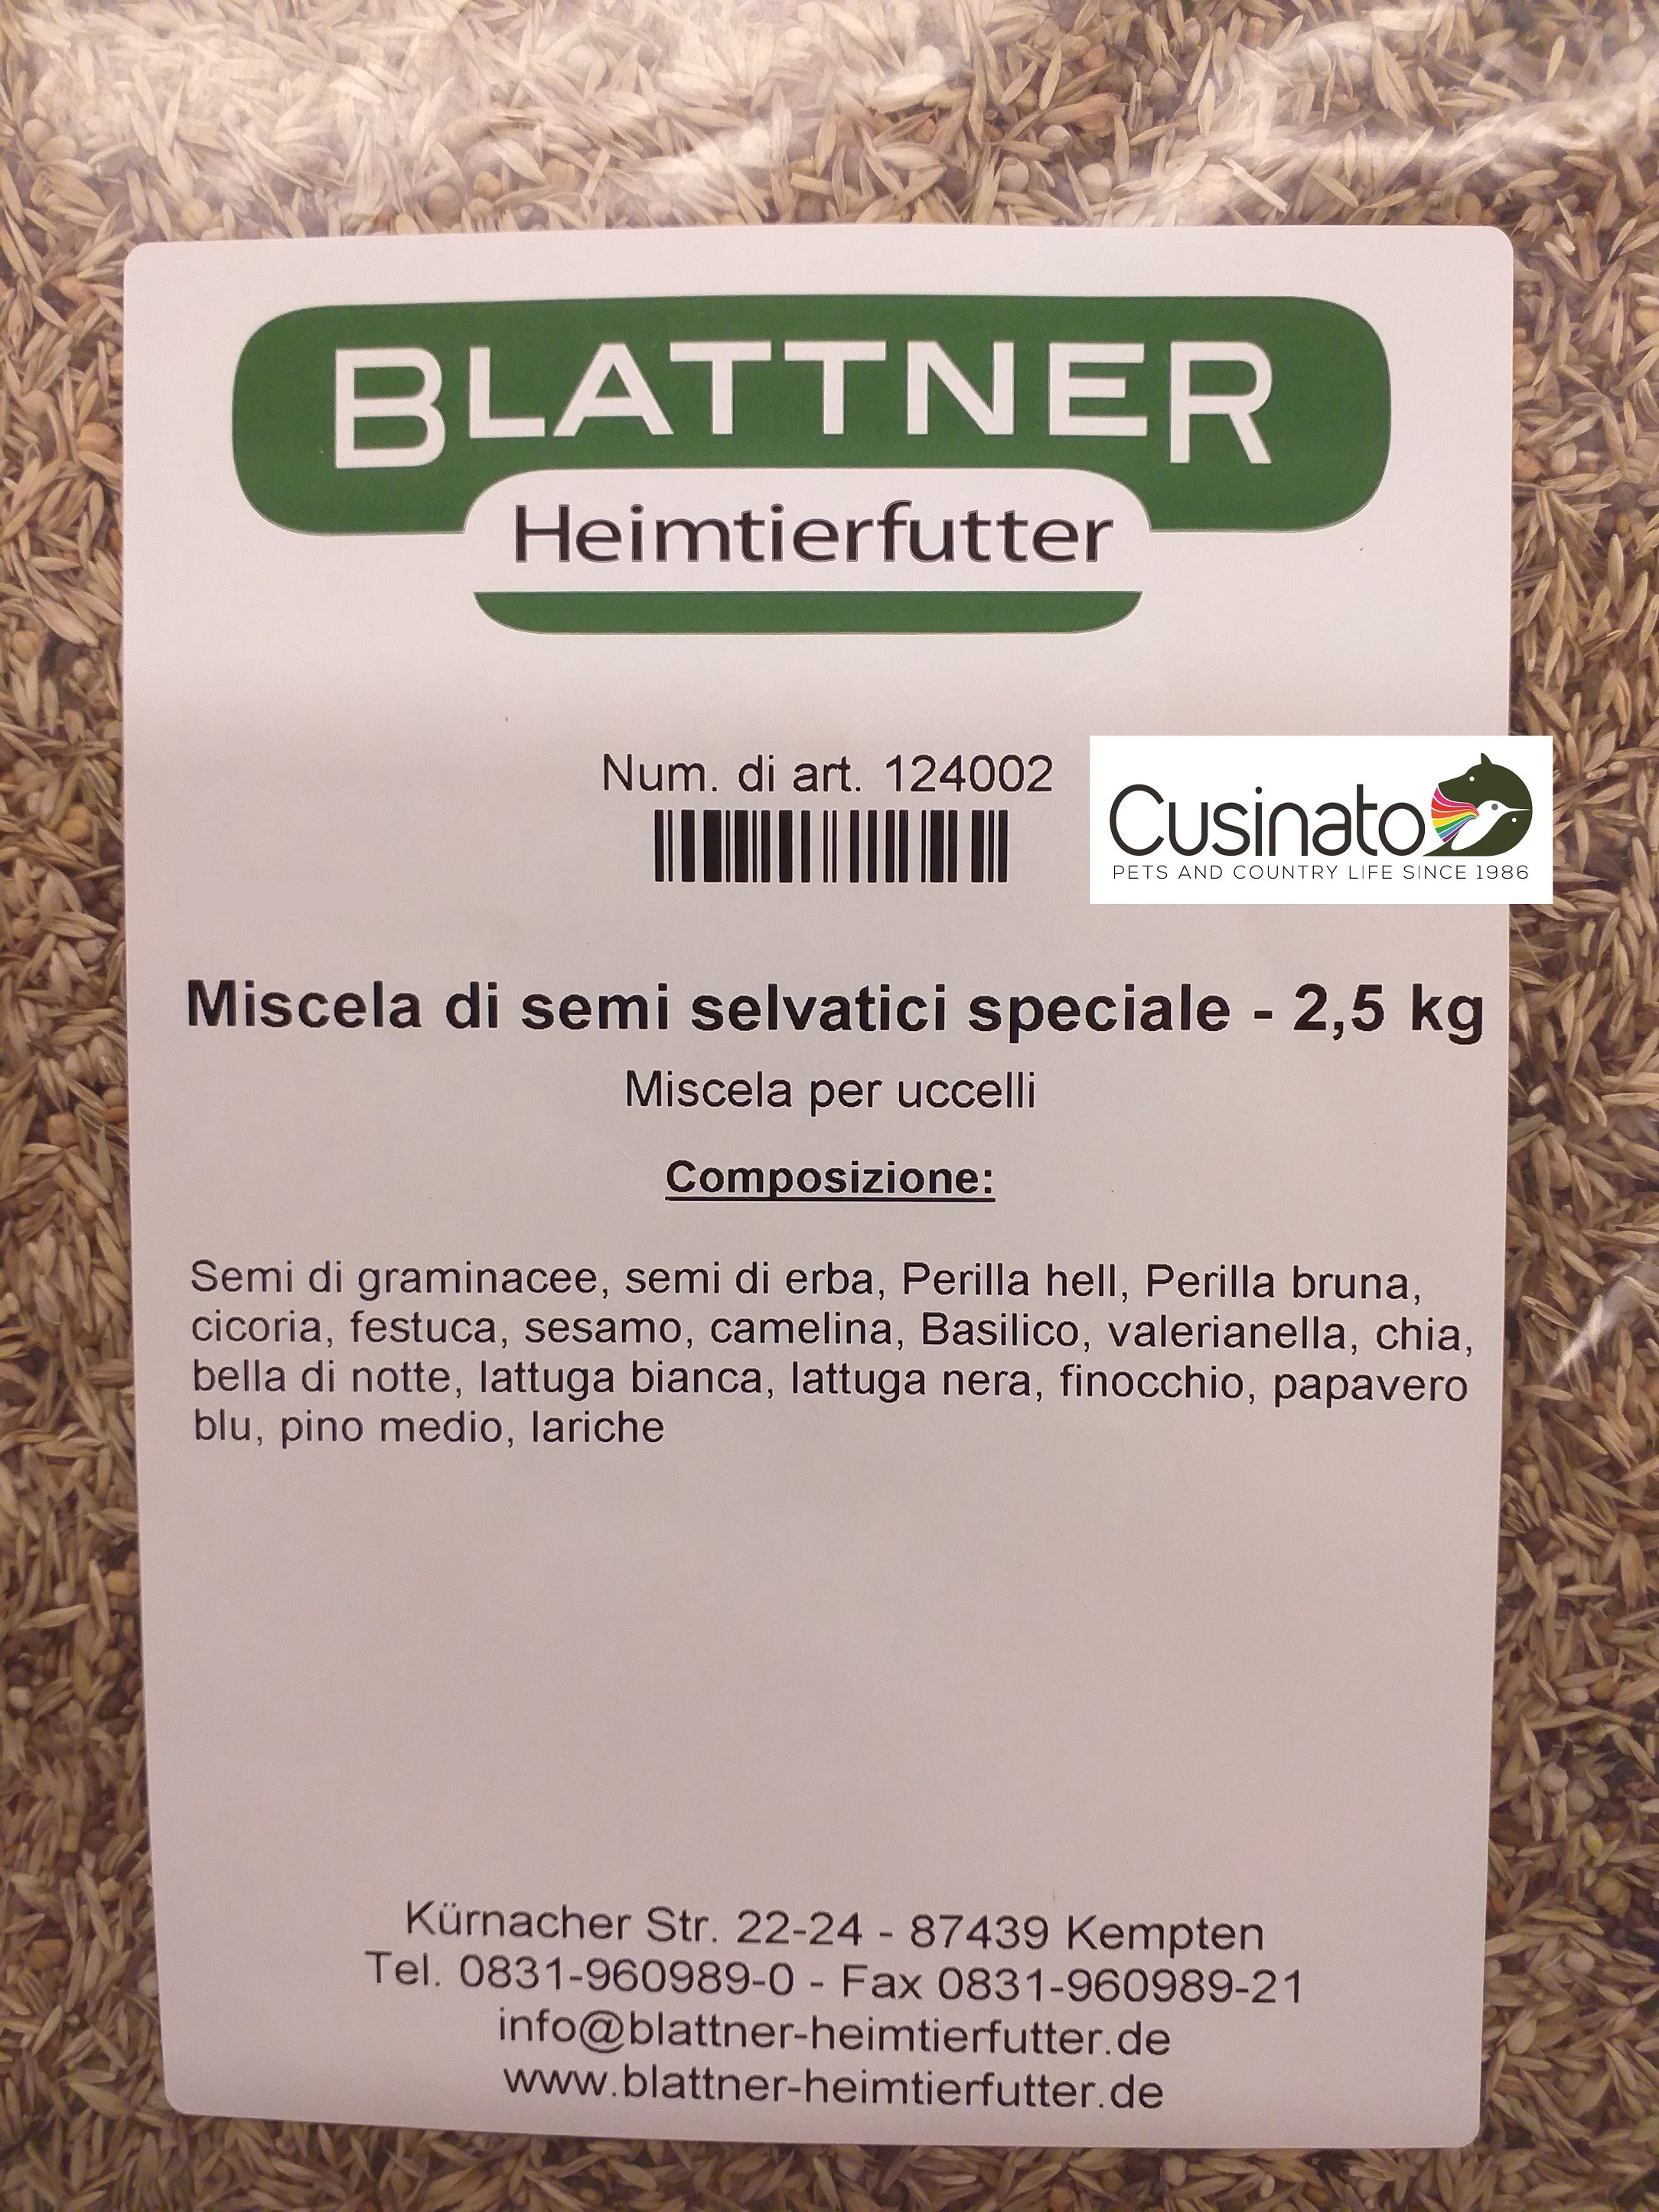 BLATTNER
Heimtierfutter
Num. di art. 124002
Cusinato
PETS AND COUNTRY LIFE SINCE 1986
Miscela di semi selvatici speciale - 2,5 kg
Miscela per uccelli
Composizione:
Semi di graminacee, semi di erba, Perilla hell, Perilla bruna,
cicoria, festuca, sesamo, camelina, Basilico, valerianella, chia,
bella di notte, lattuga bianca, lattuga nera, finocchio, papavero
blu, pino medio, lariche
Kürnacher Str. 22-24 - 87439 Kempten
Tel. 0831-960989-0 - Fax 0831-960989-21
info@blattner-heimtierfutter.de
www.blattner-heimtierfutter.de